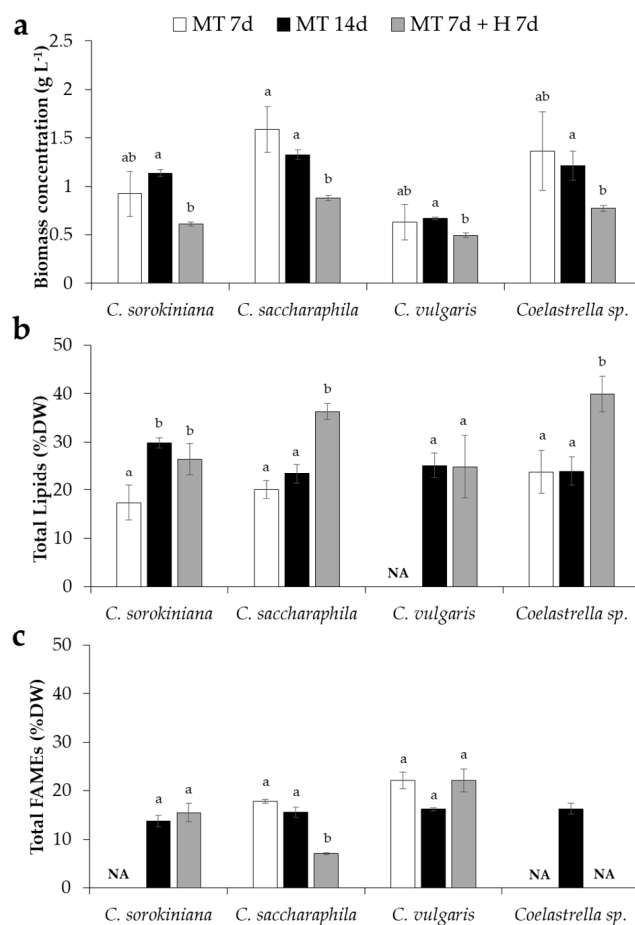 a
MT 7d MT 14d MT 7d + H 7d
Biomass concentration (g L⁻¹)
2.5
2
1.5
1
0.5
0
ab a b
a a b
ab a b
ab a b
C. sorokiniana C. saccharaphila C. vulgaris Coelastrella sp.
b
Total Lipids (%DW)
50
40
30
20
10
0
a b b
a a b
NA a a
a a b
C. sorokiniana C. saccharaphila C. vulgaris Coelastrella sp.
c
Total FAMEs (%DW)
50
40
30
20
10
0
NA a a
a a b
a a a
NA NA
C. sorokiniana C. saccharaphila C. vulgaris Coelastrella sp.